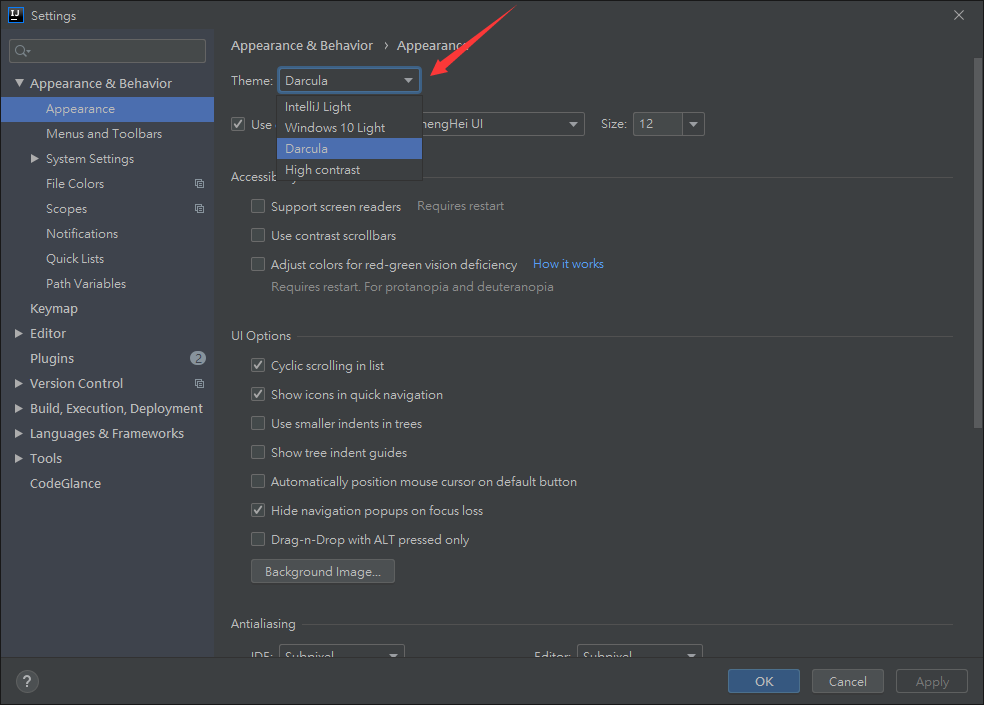 Settings
Appearance & Behavior
Appearance
Menus and Toolbars
System Settings
File Colors
Scopes
Notifications
Quick Lists
Path Variables
Keymap
Editor
Plugins 2
Version Control
Build, Execution, Deployment
Languages & Frameworks
Tools
CodeGlance
Appearance & Behavior › Appearance
Theme: Darcula
IntelliJ Light
Windows 10 Light
Darcula
High contrast
Use HengHei UI Size: 12
Support screen readers Requires restart
Use contrast scrollbars
Adjust colors for red-green vision deficiency How it works
Requires restart. For protanopia and deuteranopia
UI Options
Cyclic scrolling in list
Show icons in quick navigation
Use smaller indents in trees
Show tree indent guides
Automatically position mouse cursor on default button
Hide navigation popups on focus loss
Drag-n-Drop with ALT pressed only
Background Image...
Antialiasing
IDE: Subpixel Editor: Subpixel
? OK Cancel Apply